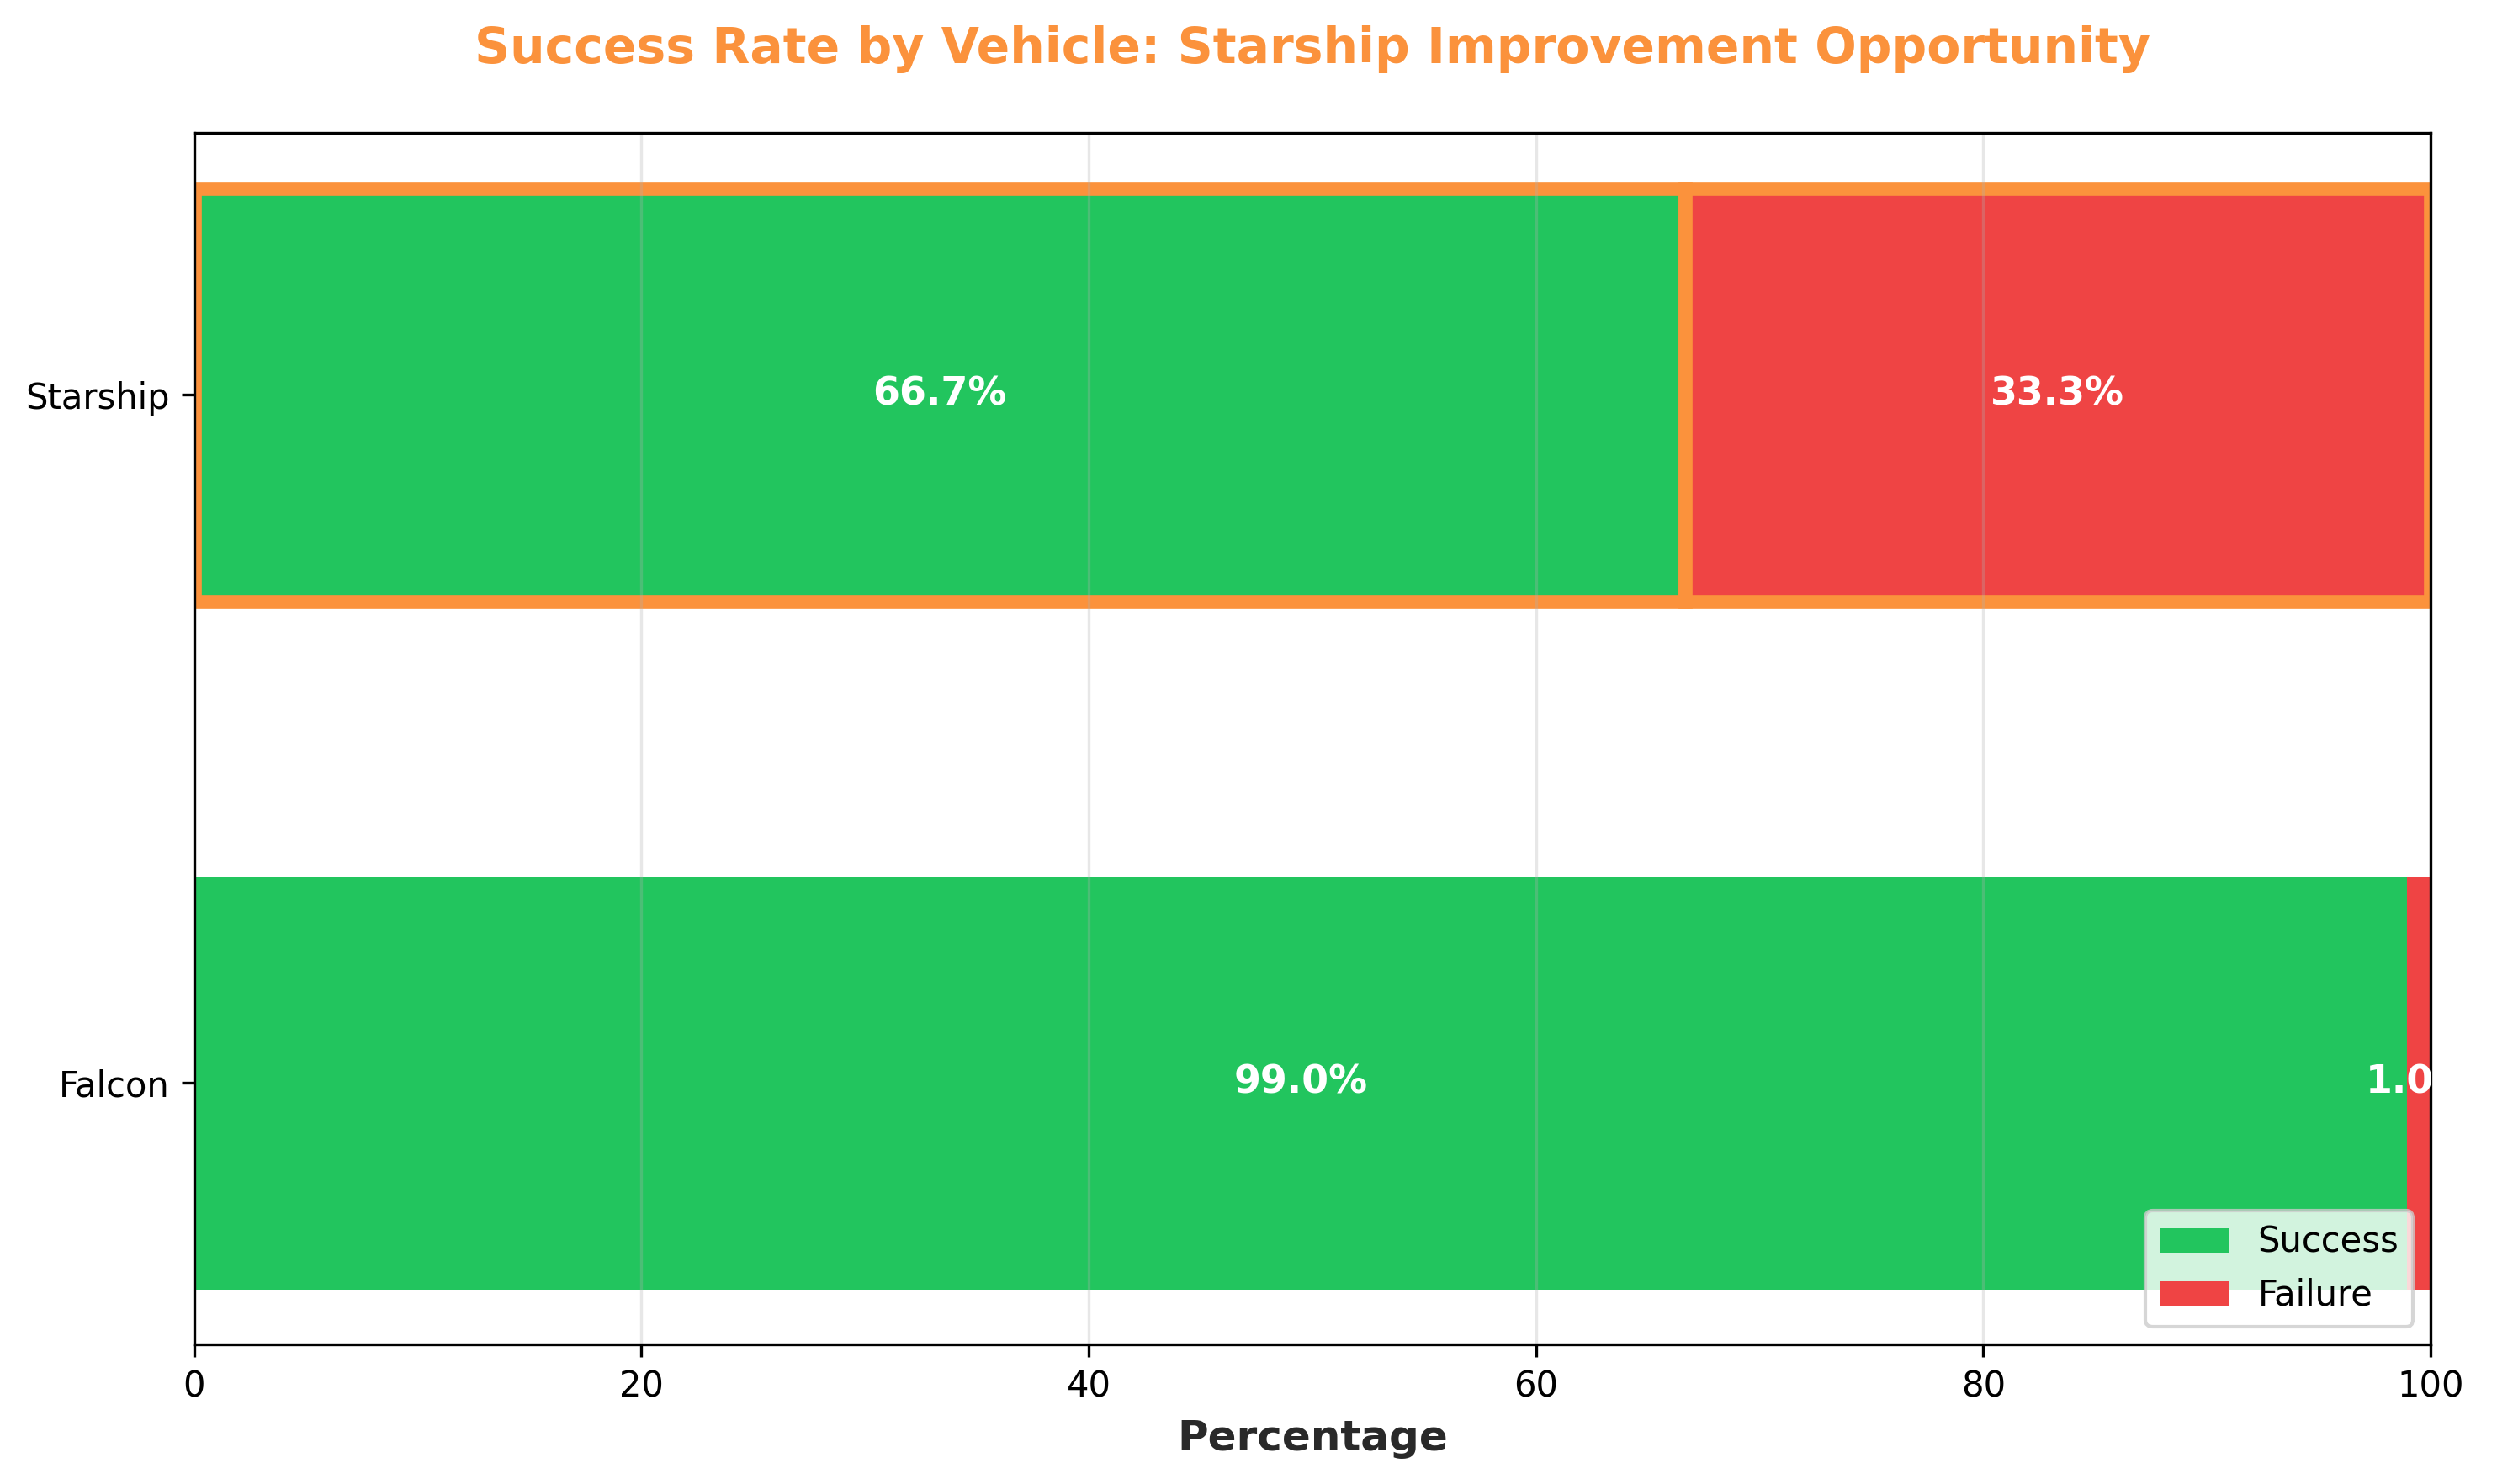 Success Rate by Vehicle: Starship Improvement Opportunity
Starship
66.7%
33.3%
Falcon
99.0%
1.0
Success
Failure
0 20 40 60 80 100
Percentage